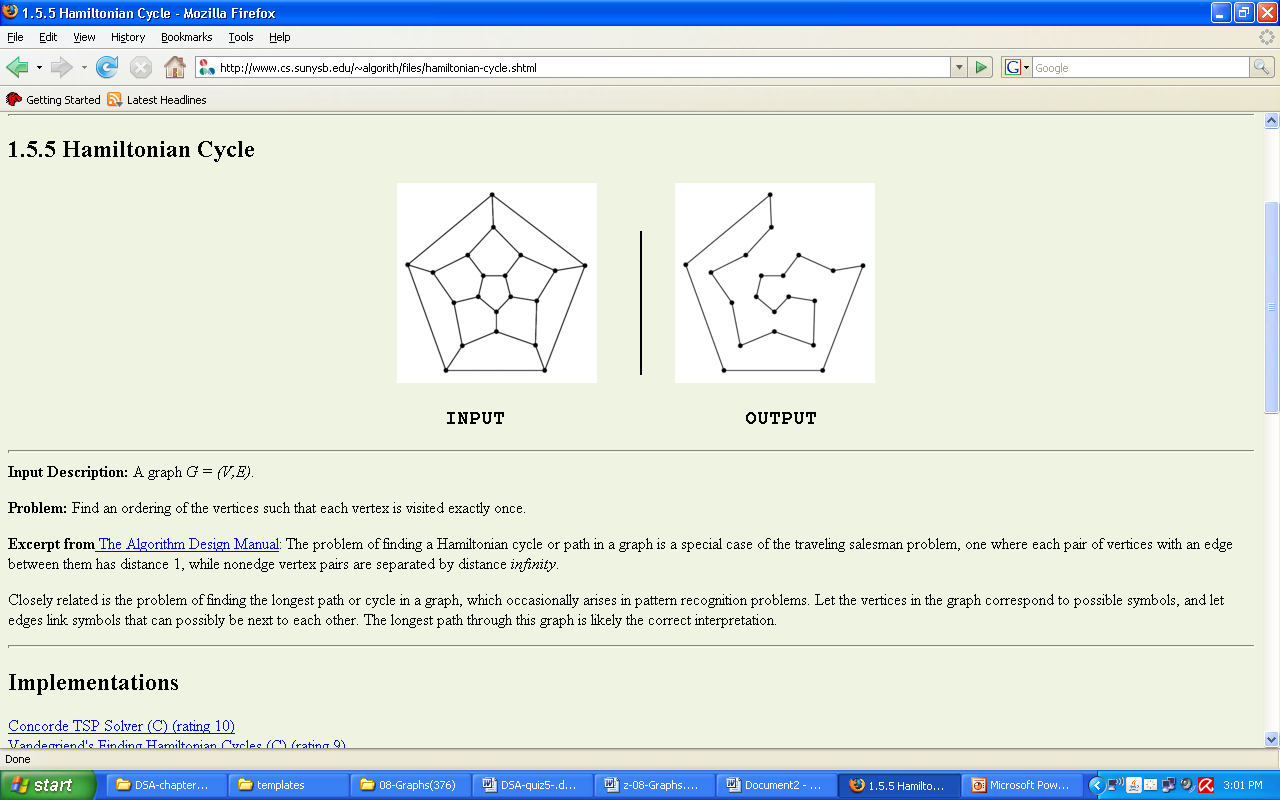 1.5.5 Hamiltonian Cycle - Mozilla Firefox
File Edit View History Bookmarks Tools Help
http://www.cs.sunysb.edu/~algorith/files/hamiltonian-cycle.shtml
G Google
Getting Started Latest Headlines
1.5.5 Hamiltonian Cycle
INPUT OUTPUT
Input Description: A graph G = (V,E).
Problem: Find an ordering of the vertices such that each vertex is visited exactly once.
Excerpt from The Algorithm Design Manual: The problem of finding a Hamiltonian cycle or path in a graph is a special case of the traveling salesman problem, one where each pair of vertices with an edge
between them has distance 1, while nonedge vertex pairs are separated by distance infinity.
Closely related is the problem of finding the longest path or cycle in a graph, which occasionally arises in pattern recognition problems. Let the vertices in the graph correspond to possible symbols, and let
edges link symbols that can possibly be next to each other. The longest path through this graph is likely the correct interpretation.
Implementations
Concorde TSP Solver (C) (rating 10)
Vandegriend's Finding Hamiltonian Cycles (C) (rating 9)
Done
start DSA-chapter... templates 08-Graphs(376) DSA-quiz5-.d... z-08-Graphs.... Document2 - ... 1.5.5 Hamilto... Microsoft Pow... 3:01 PM